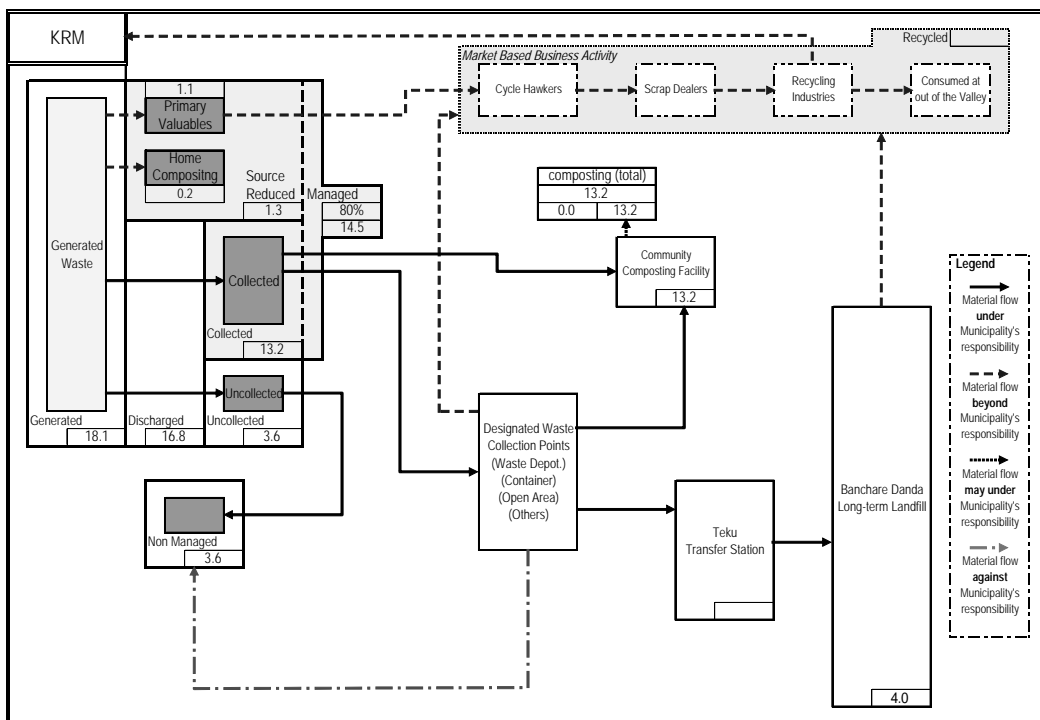 KRM
Recycled
Market Based Business Activity
Cycle Hawkers
Scrap Dealers
Recycling
Industries
Consumed at
out of the Valley
1.1
Primary
Valuables
Home
Compositng
0.2
Source
Reduced
1.3
Managed
80%
14.5
Generated
Waste
Collected
Collected
13.2
Uncollected
Generated
18.1
Discharged
16.8
Uncollected
3.6
Non Managed
3.6
composting (total)
13.2
0.0
13.2
Community
Composting Facility
13.2
Designated Waste
Collection Points
(Waste Depot.)
(Container)
(Open Area)
(Others)
Teku
Transfer Station
Banchare Danda
Long-term Landfill
4.0
Legend
Material flow
under
Municipality's
responsibility
Material flow
beyond
Municipality's
responsibility
Material flow
may under
Municipality's
responsibility
Material flow
against
Municipality's
responsibility